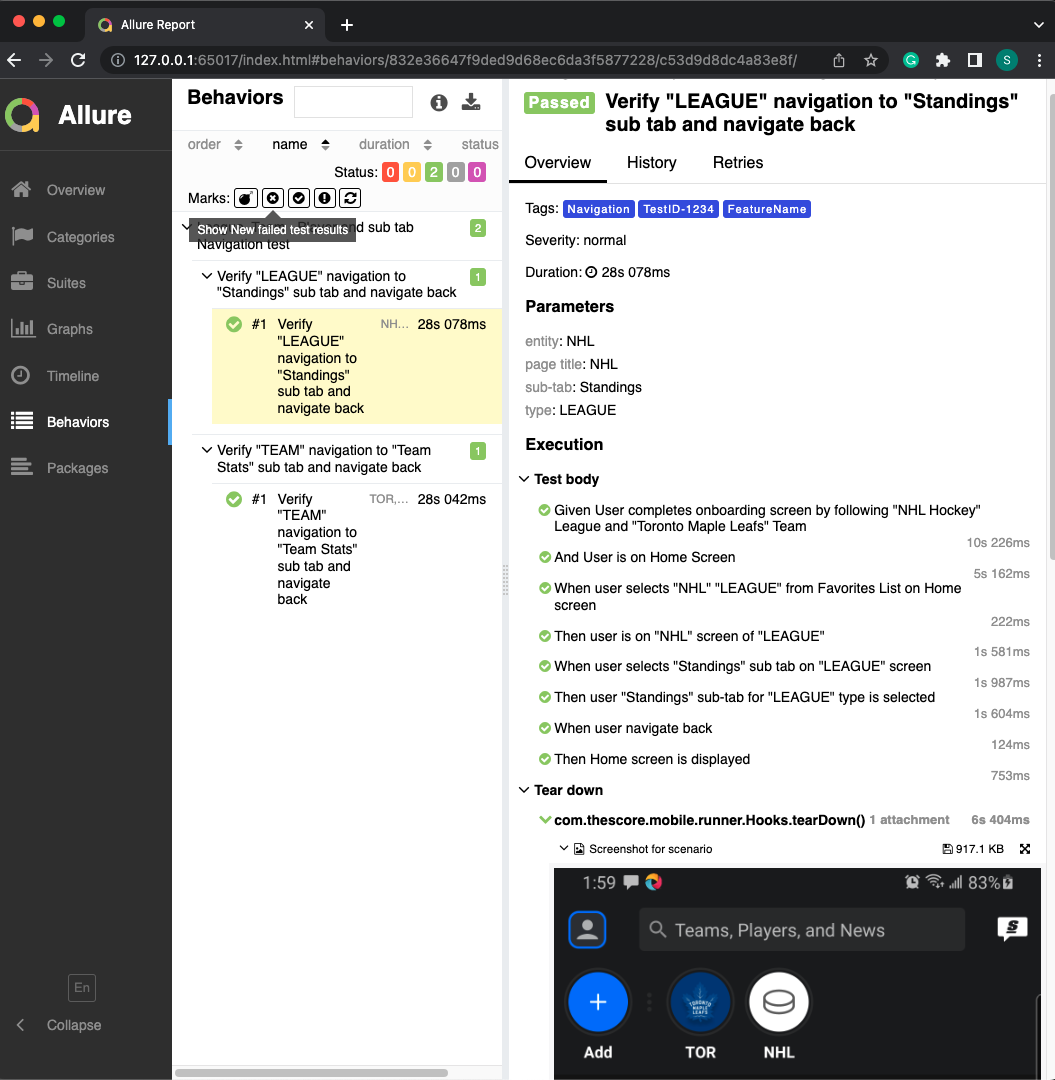 Allure Report
127.0.0.1:65017/index.html#behaviors/832e36647f9ded9d68ec6da3f5877228/c53d9d8dc4a83e8f/
S
Allure
Overview
Categories
Suites
Graphs
Timeline
Behaviors
Packages
En
Collapse
Behaviors
order name duration status
Status: 0 0 2 0 0
Marks:
Show New failed test results
nd sub tab
Navigation test
2
Verify "LEAGUE" navigation to
"Standings" sub tab and navigate back
1
#1 Verify NH... 28s 078ms
"LEAGUE"
navigation to
"Standings"
sub tab and
navigate back
Verify "TEAM" navigation to "Team
Stats" sub tab and navigate back
1
#1 Verify TOR,... 28s 042ms
"TEAM"
navigation to
"Team Stats"
sub tab and
navigate
back
Passed Verify "LEAGUE" navigation to "Standings"
sub tab and navigate back
Overview History Retries
Tags: Navigation TestID-1234 FeatureName
Severity: normal
Duration: 28s 078ms
Parameters
entity: NHL
page title: NHL
sub-tab: Standings
type: LEAGUE
Execution
Test body
Given User completes onboarding screen by following "NHL Hockey"
League and "Toronto Maple Leafs" Team
10s 226ms
And User is on Home Screen
5s 162ms
When user selects "NHL" "LEAGUE" from Favorites List on Home
screen
222ms
Then user is on "NHL" screen of "LEAGUE"
1s 581ms
When user selects "Standings" sub tab on "LEAGUE" screen
1s 987ms
Then user "Standings" sub-tab for "LEAGUE" type is selected
1s 604ms
When user navigate back
124ms
Then Home screen is displayed
753ms
Tear down
com.thescore.mobile.runner.Hooks.tearDown() 1 attachment 6s 404ms
Screenshot for scenario 917.1 KB
1:59 83%
Teams, Players, and News
TORONTO
MAPLE
LEAFS
Add TOR NHL